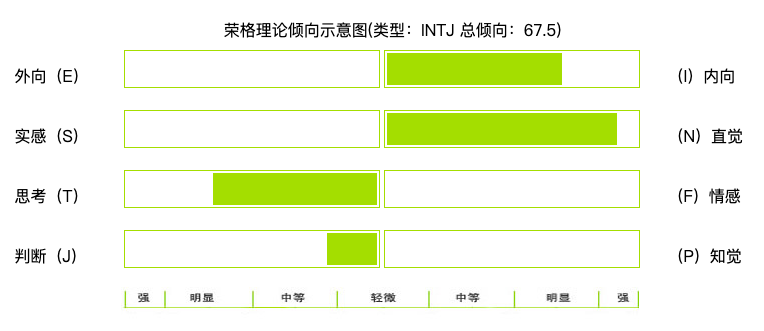 荣格理论倾向示意图(类型：INTJ 总倾向：67.5)
外向（E） （I）内向
实感（S） （N）直觉
思考（T） （F）情感
判断（J） （P）知觉
强 明显 中等 轻微 中等 明显 强